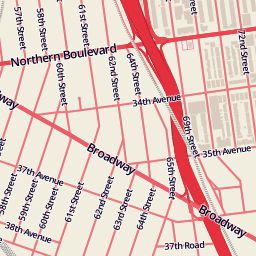 57th Street
58th Street
60th Street
61st Street
62nd Street
64th Street
72nd Street
Northern Boulevard
34th Avenue
69th Street
35th Avenue
Broadway
65th Street
37th Avenue
58th Street
59th Street
60th Street
61st Street
62nd Street
63rd Street
64th Street
Broadway
38th Avenue
37th Road